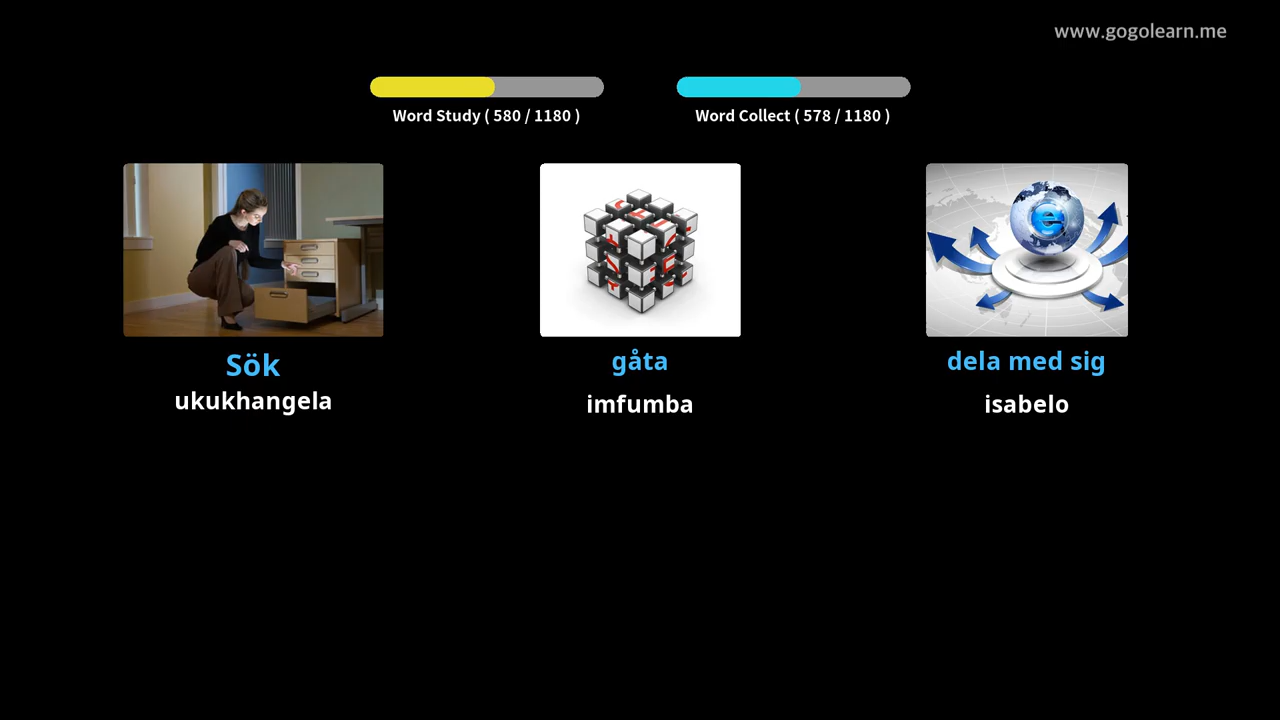 www.gogolearn.me
Word Study ( 580 / 1180 )
Word Collect ( 578 / 1180 )
Sök
gåta
dela med sig
ukukhangela
imfumba
isabelo